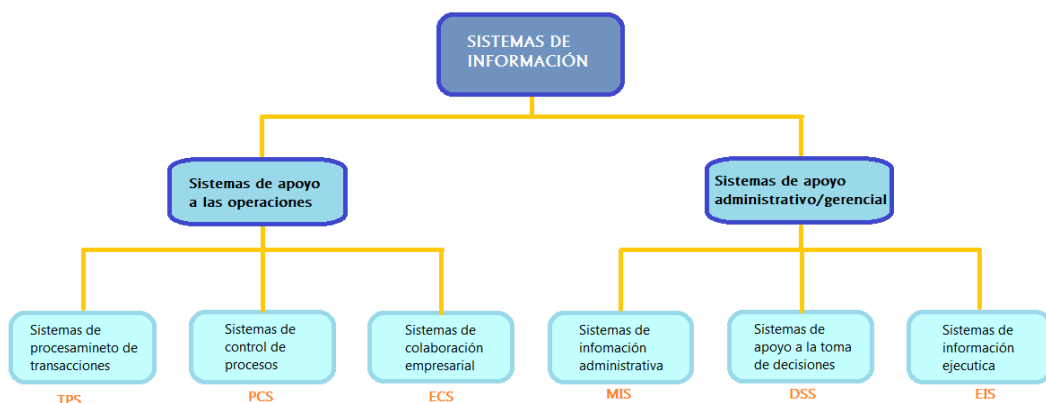 SISTEMAS DE
INFORMACIÓN
Sistemas de apoyo
a las operaciones
Sistemas de apoyo
administrativo/gerencial
Sistemas de
procesamineto de
transacciones
Sistemas de
control de
procesos
Sistemas de
colaboración
empresarial
Sistemas de
infomación
administrativa
Sistemas de
apoyo a la toma
de decisiones
Sistemas de
información
ejecutica
TPS
PCS
ECS
MIS
DSS
EIS